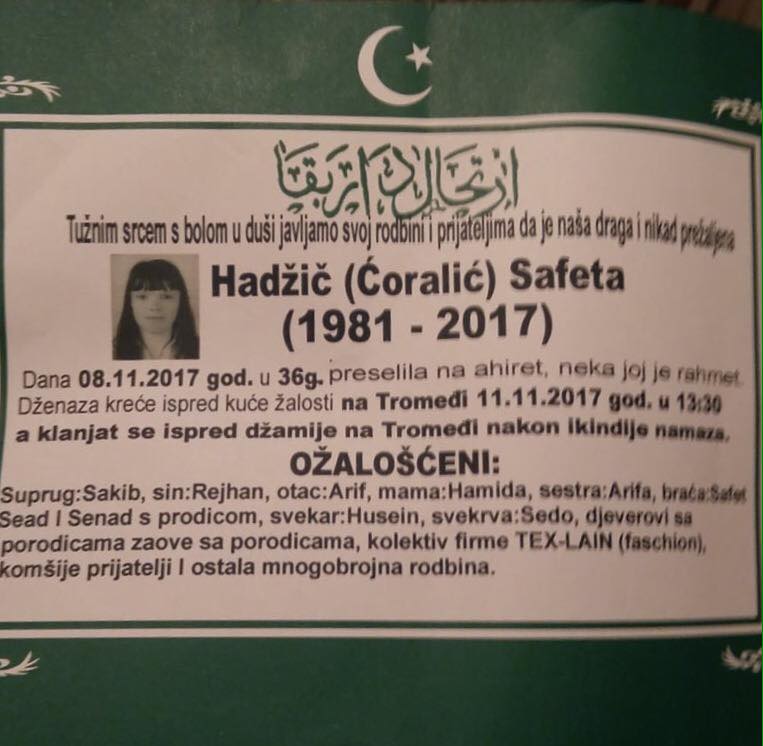 ارتحال دار بقا
Tužnim srcem s bolom u duši javljamo svoj rodbini i prijateljima da je naša draga i nikad prežaljena
Hadžič (Ćoralić) Safeta
(1981 - 2017)
Dana 08.11.2017 god. u 36g. preselila na ahiret, neka joj je rahmet.
Dženaza kreće ispred kuće žalosti na Tromeđi 11.11.2017 god. u 13:30
a klanjat se ispred džamije na Tromeđi nakon ikindije namaza.
OŽALOŠĆENI:
Suprug:Sakib, sin:Rejhan, otac:Arif, mama:Hamida, sestra:Arifa, braća:Safet
Sead I Senad s prodicom, svekar:Husein, svekrva:Sedo, djeverovi sa
porodicama zaove sa porodicama, kolektiv firme TEX-LAIN (faschion),
komšije prijatelji I ostala mnogobrojna rodbina.